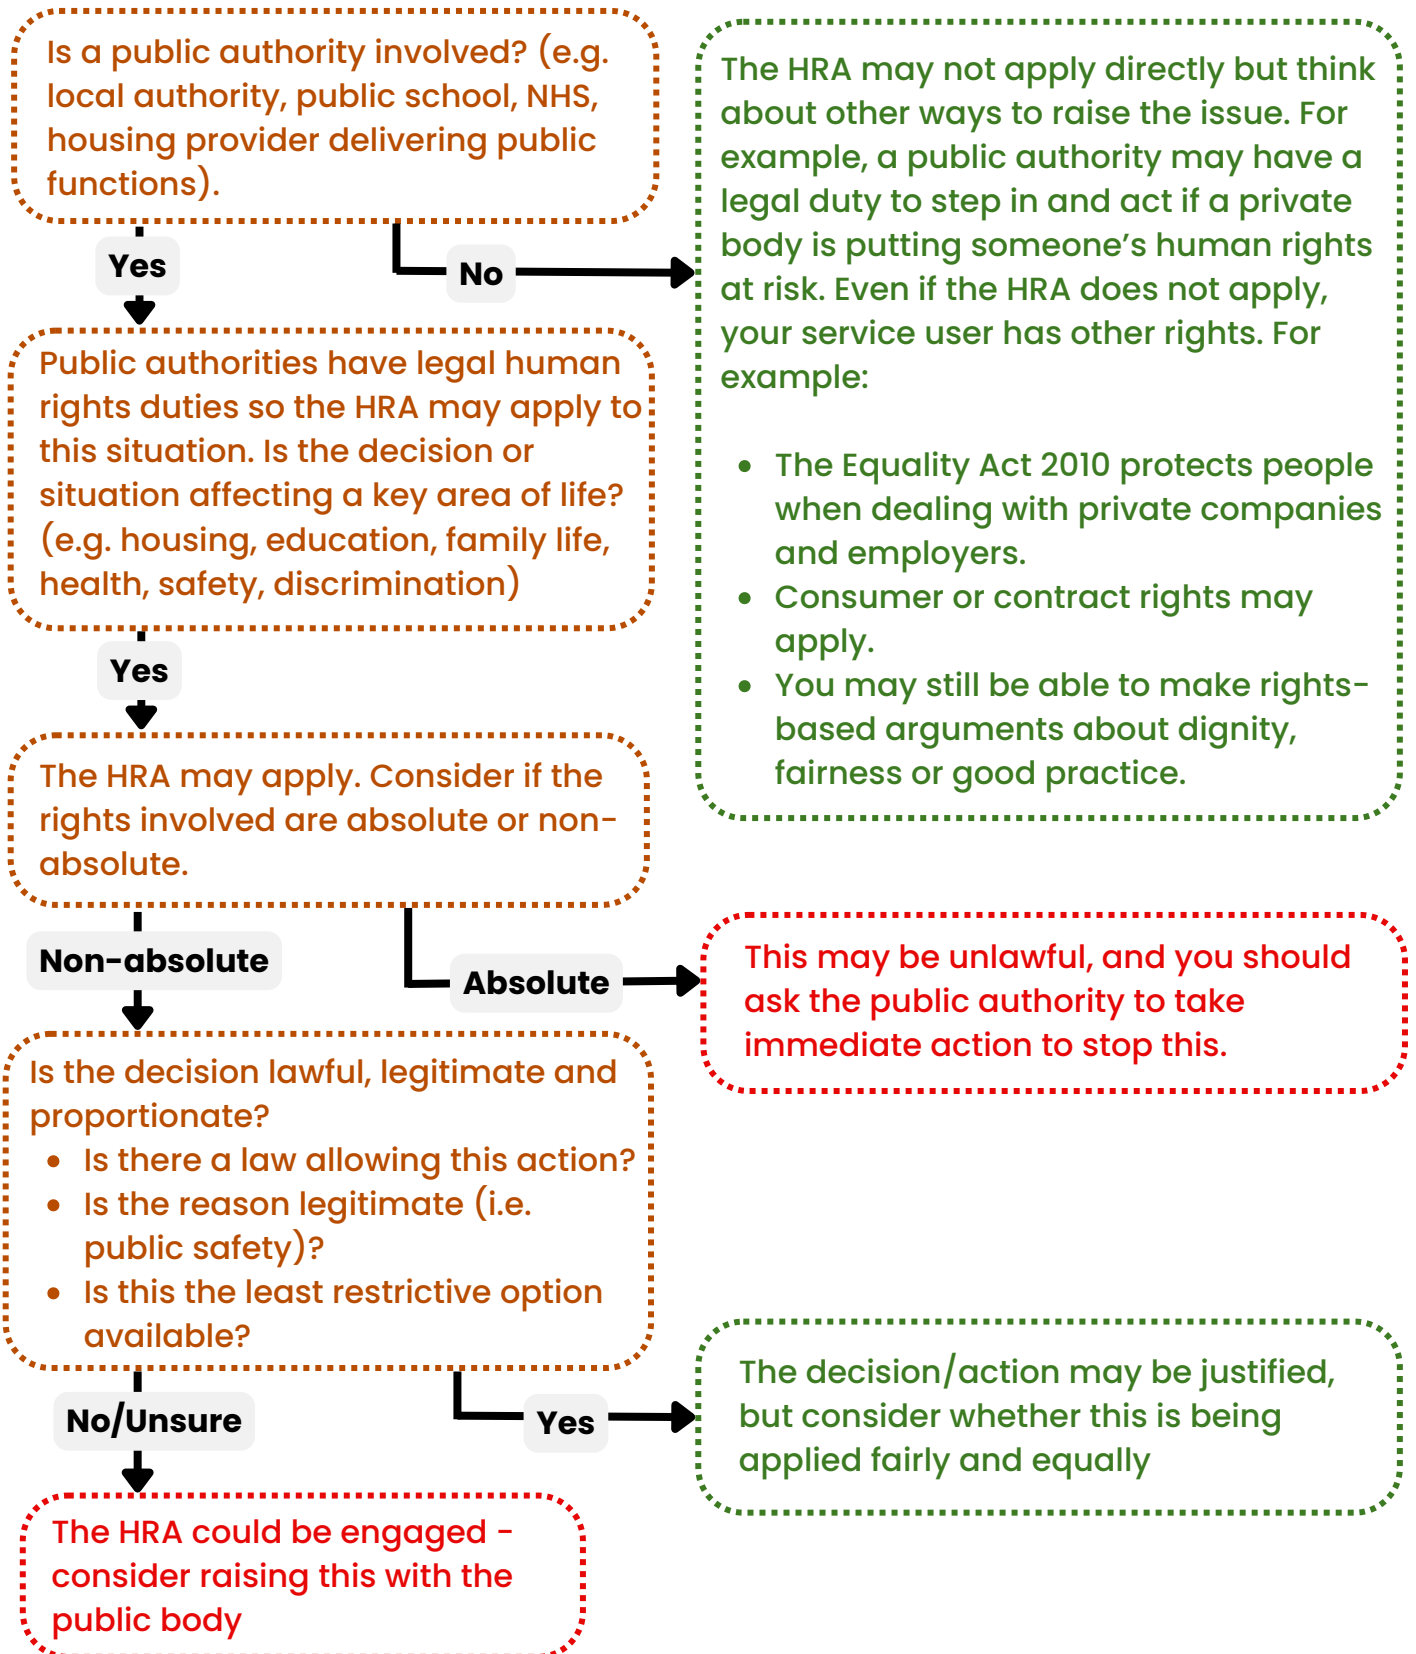 Is a public authority involved? (e.g.
local authority, public school, NHS,
housing provider delivering public
functions).
Yes
No
The HRA may not apply directly but think
about other ways to raise the issue. For
example, a public authority may have a
legal duty to step in and act if a private
body is putting someone’s human rights
at risk. Even if the HRA does not apply,
your service user has other rights. For
example:
• The Equality Act 2010 protects people
when dealing with private companies
and employers.
• Consumer or contract rights may
apply.
• You may still be able to make rights-
based arguments about dignity,
fairness or good practice.
Public authorities have legal human
rights duties so the HRA may apply to
this situation. Is the decision or
situation affecting a key area of life?
(e.g. housing, education, family life,
health, safety, discrimination)
Yes
The HRA may apply. Consider if the
rights involved are absolute or non-
absolute.
Non-absolute
Absolute
This may be unlawful, and you should
ask the public authority to take
immediate action to stop this.
Is the decision lawful, legitimate and
proportionate?
• Is there a law allowing this action?
• Is the reason legitimate (i.e.
public safety)?
• Is this the least restrictive option
available?
No/Unsure
Yes
The decision/action may be justified,
but consider whether this is being
applied fairly and equally
The HRA could be engaged -
consider raising this with the
public body